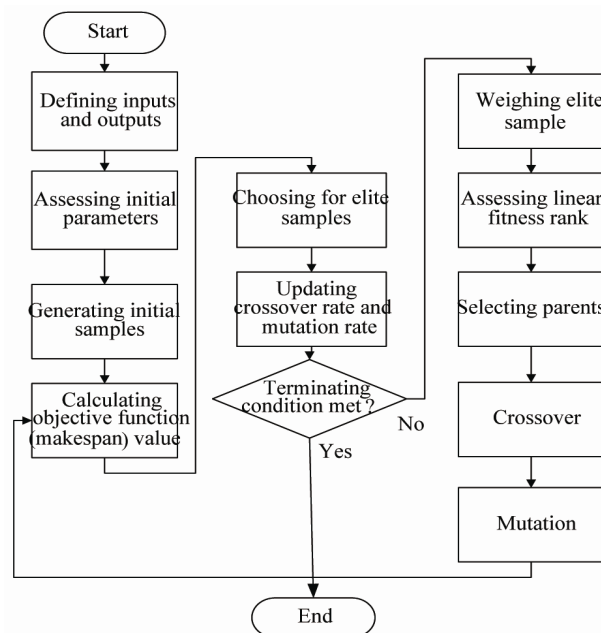 Start
Defining inputs
and outputs
Assessing initial
parameters
Generating initial
samples
Calculating
objective function
(makespan) value
Choosing for elite
samples
Updating
crossover rate and
mutation rate
Terminating
condition met?
No
Yes
Weighing elite
sample
Assessing linear
fitness rank
Selecting parents
Crossover
Mutation
End